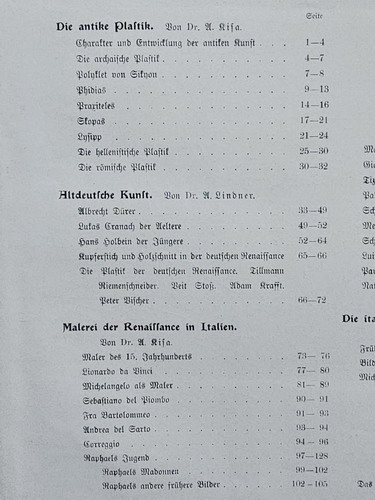 Seite
Die antike Plastik. Von Dr. A. Kisa.
Charakter und Entwicklung der antiken Kunst . . . 1—4
Die archaische Plastik . . . . . . . . . 4—7
Polyklet von Sikyon . . . . . . . . . 7—8
Phidias . . . . . . . . . . . . 9—13
Praxiteles . . . . . . . . . . . 14—16
Skopas . . . . . . . . . . . . 17—21
Lysipp . . . . . . . . . . . . 21—24
Die hellenistische Plastik . . . . . . . . 25—30
Die römische Plastik . . . . . . . . . 30—32
Altdeutsche Kunst. Von Dr. A. Lindner.
Albrecht Dürer . . . . . . . . . . 33—49
Lukas Cranach der Aeltere . . . . . . . 49—52
Hans Holbein der Jüngere . . . . . . . 52—64
Kupferstich und Holzschnitt in der deutschen Renaissance 65—66
Die Plastik der deutschen Renaissance. Tillmann
Riemenschneider. Veit Stoß. Adam Krafft.
Peter Vischer . . . . . . . . . . 66—72
Malerei der Renaissance in Italien.
Von Dr. A. Kisa.
Maler des 15. Jahrhunderts . . . . . . . 73—76
Lionardo da Vinci . . . . . . . . . 77—80
Michelangelo als Maler . . . . . . . . 81—89
Sebastiano del Piombo . . . . . . . . 90—91
Fra Bartolommeo . . . . . . . . . 91—93
Andrea del Sarto . . . . . . . . . 93—94
Correggio . . . . . . . . . . . 94—96
Raphaels Jugend . . . . . . . . . 97—128
Raphaels Madonnen . . . . . . . . 99—102
Raphaels andere frühere Bilder . . . . . 102—105
Die ita
Das